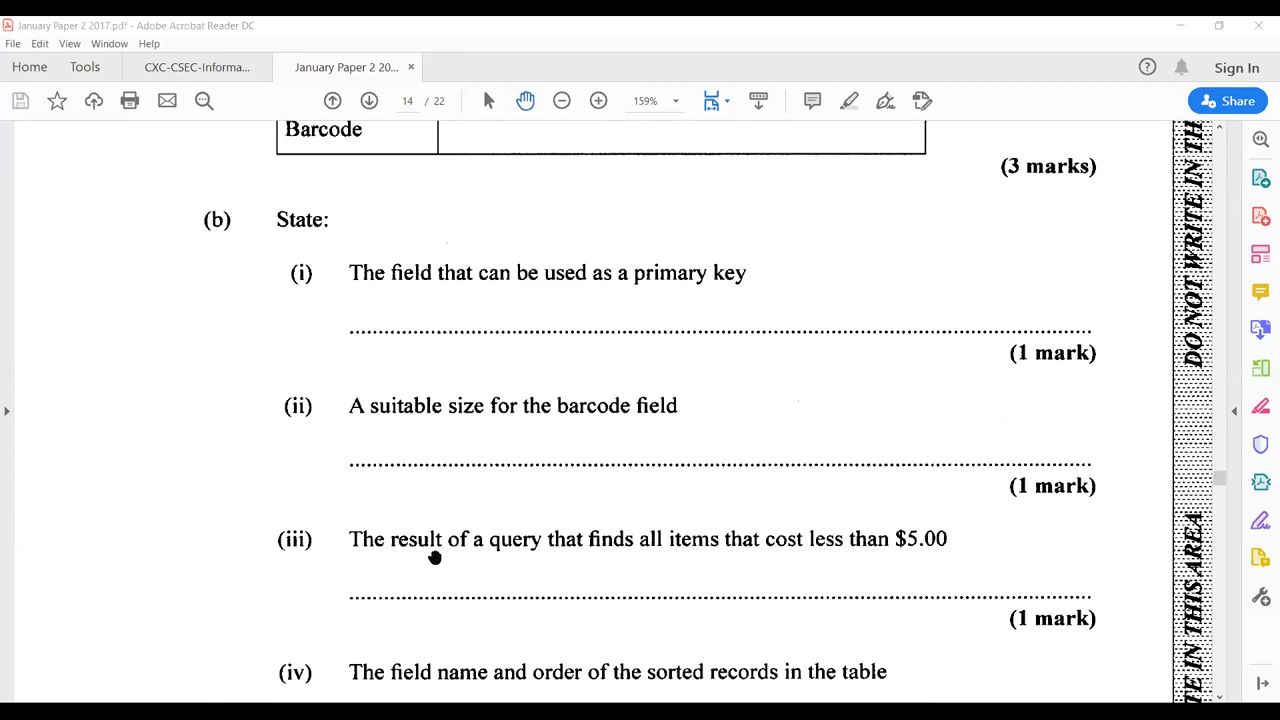 January Paper 2 2017.pdf - Adobe Acrobat Reader DC
File Edit View Window Help
Home Tools CXC-CSEC-Informa... January Paper 2 20... × Sign In
14 / 22 159% Share
Barcode
(3 marks)
(b) State:
(i) The field that can be used as a primary key
(1 mark)
(ii) A suitable size for the barcode field
(1 mark)
(iii) The result of a query that finds all items that cost less than $5.00
(1 mark)
(iv) The field name and order of the sorted records in the table
DO NOT WRITE IN TH
TE IN THIS AREA